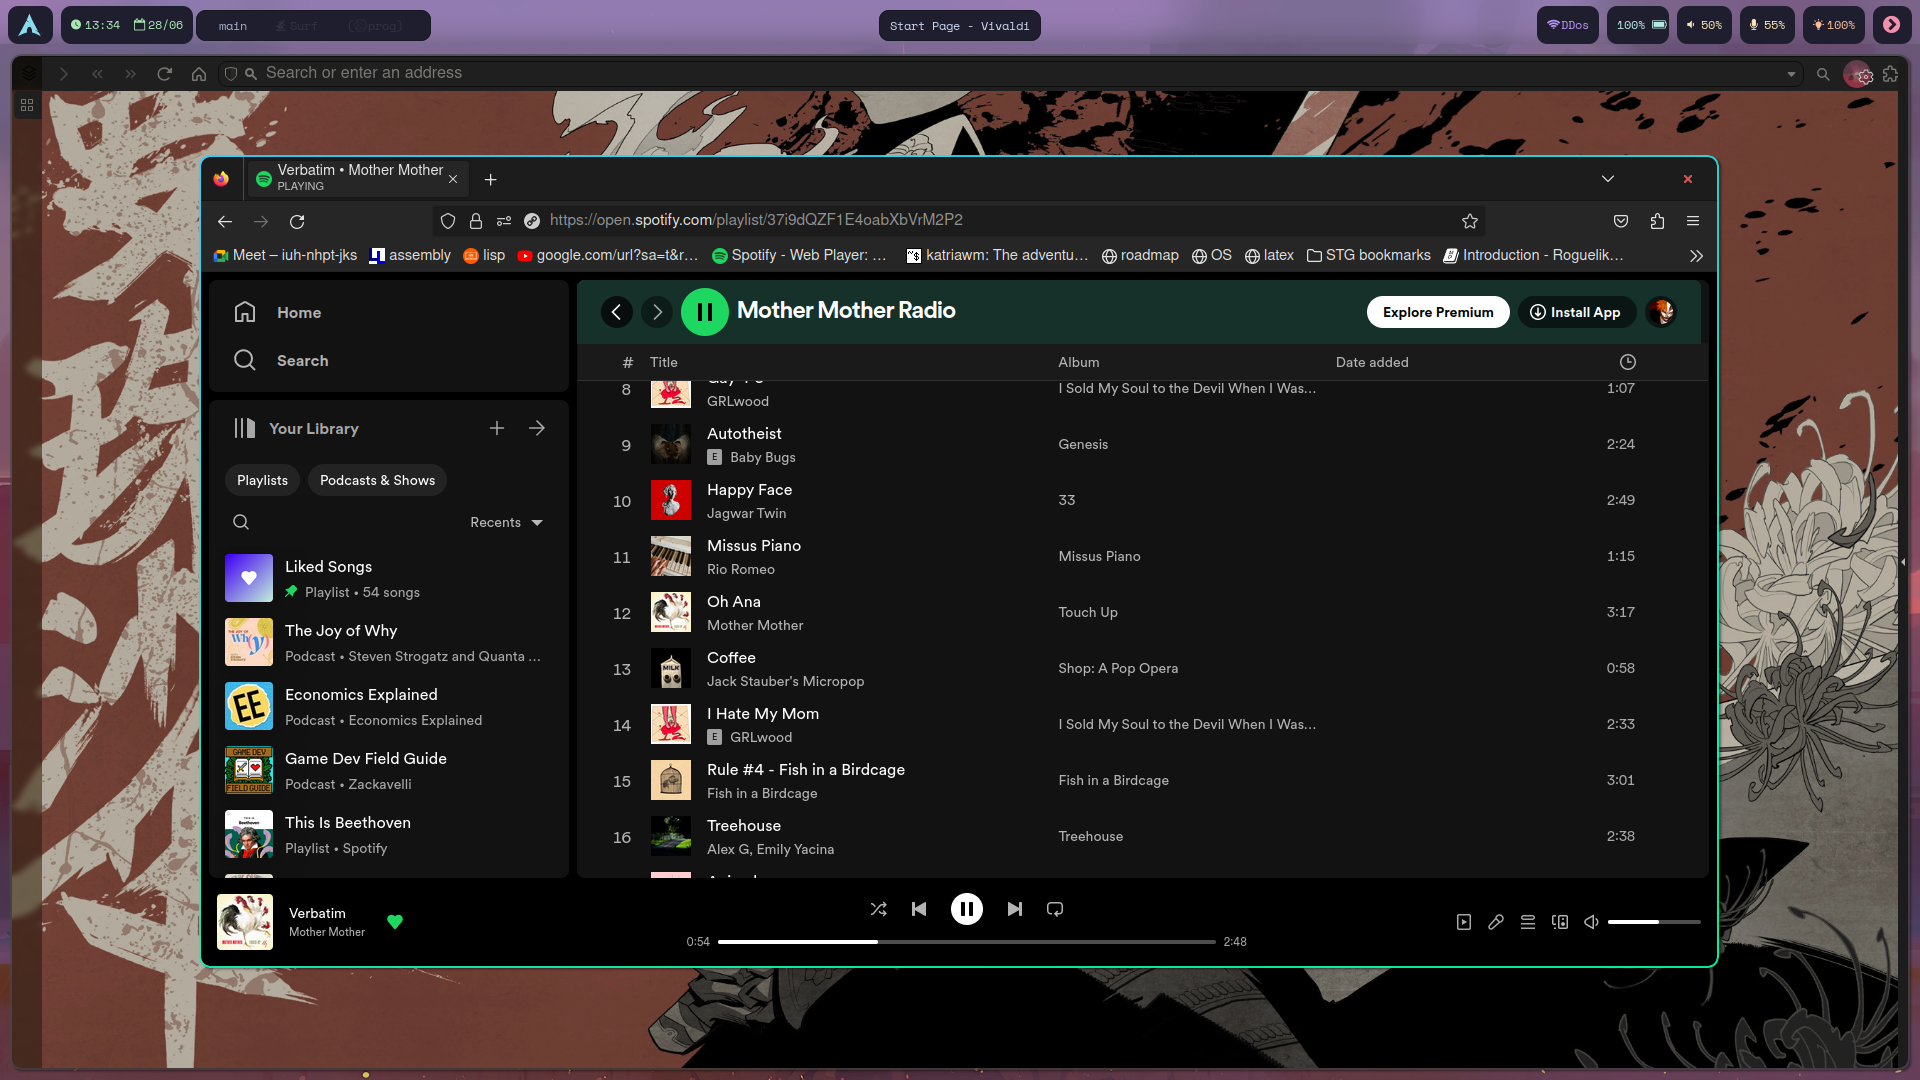 13:34 28/06
main Surf prog)
Start Page - Vivaldi
DDos 100% 50% 55% 100%
Search or enter an address
Verbatim • Mother Mother
PLAYING
https://open.spotify.com/playlist/37i9dQZF1E4oabXbVrM2P2
Meet – iuh-nhpt-jks assembly lisp google.com/url?sa=t&r… Spotify - Web Player: … katriawm: The adventu… roadmap OS latex STG bookmarks Introduction - Roguelik…
Home
Search
Your Library
Playlists Podcasts & Shows
Recents
Liked Songs
Playlist • 54 songs
The Joy of Why
Podcast • Steven Strogatz and Quanta …
Economics Explained
Podcast • Economics Explained
Game Dev Field Guide
Podcast • Zackavelli
This Is Beethoven
Playlist • Spotify
Mother Mother Radio
Explore Premium Install App
# Title Album Date added
8 GRLwood I Sold My Soul to the Devil When I Was… 1:07
9 Autotheist Genesis 2:24
E Baby Bugs
10 Happy Face 33 2:49
Jagwar Twin
11 Missus Piano Missus Piano 1:15
Rio Romeo
12 Oh Ana Touch Up 3:17
Mother Mother
13 Coffee Shop: A Pop Opera 0:58
Jack Stauber's Micropop
14 I Hate My Mom I Sold My Soul to the Devil When I Was… 2:33
E GRLwood
15 Rule #4 - Fish in a Birdcage Fish in a Birdcage 3:01
Fish in a Birdcage
16 Treehouse Treehouse 2:38
Alex G, Emily Yacina
Verbatim
Mother Mother
0:54 2:48